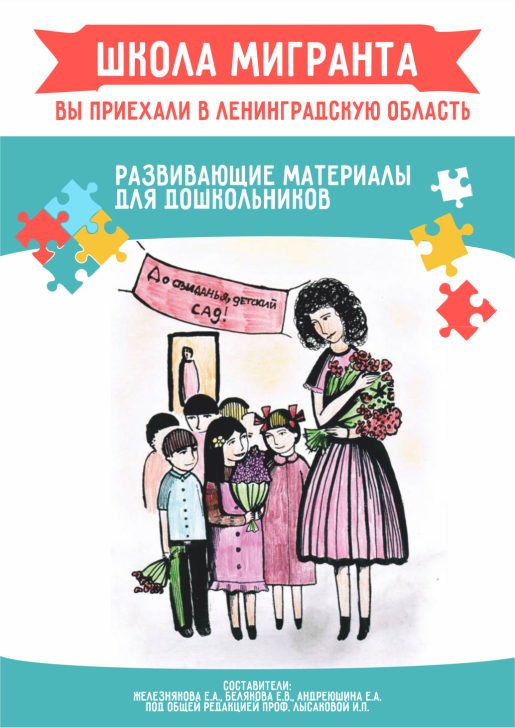 ШКОЛА МИГРАНТА
ВЫ ПРИЕХАЛИ В ЛЕНИНГРАДСКУЮ ОБЛАСТЬ
РАЗВИВАЮЩИЕ МАТЕРИАЛЫ
ДЛЯ ДОШКОЛЬНИКОВ
До свиданья, детский
САД!
СОСТАВИТЕЛИ:
ЖЕЛЕЗНЯКОВА Е.А., БЕЛЯКОВА Е.В., АНДРЕЮШИНА Е.А.
ПОД ОБЩЕЙ РЕДАКЦИЕЙ ПРОФ. ЛЫСАКОВОЙ И.П.